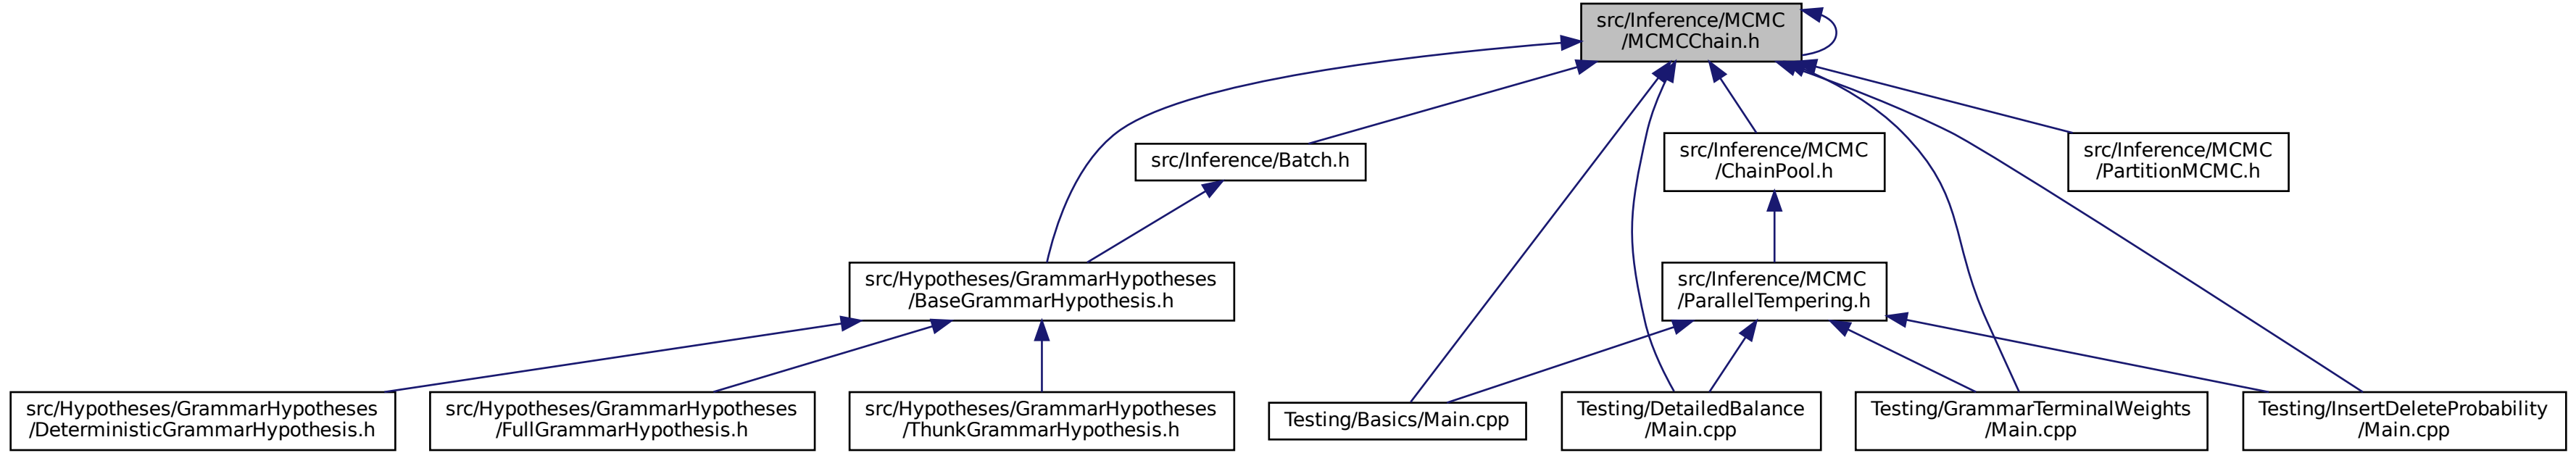 src/Inference/MCMC
/MCMCChain.h
src/Inference/Batch.h
src/Inference/MCMC
/ChainPool.h
src/Inference/MCMC
/PartitionMCMC.h
src/Hypotheses/GrammarHypotheses
/BaseGrammarHypothesis.h
src/Inference/MCMC
/ParallelTempering.h
src/Hypotheses/GrammarHypotheses
/DeterministicGrammarHypothesis.h
src/Hypotheses/GrammarHypotheses
/FullGrammarHypothesis.h
src/Hypotheses/GrammarHypotheses
/ThunkGrammarHypothesis.h
Testing/Basics/Main.cpp
Testing/DetailedBalance
/Main.cpp
Testing/GrammarTerminalWeights
/Main.cpp
Testing/InsertDeleteProbability
/Main.cpp